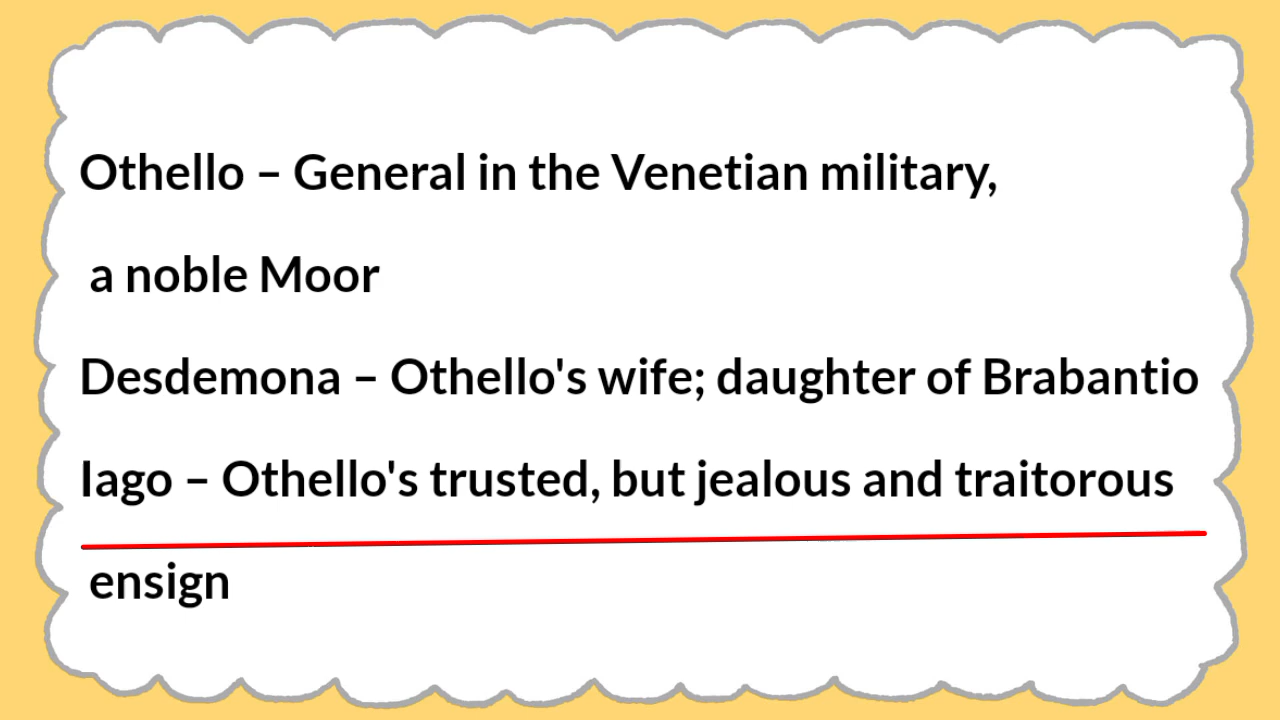 Othello – General in the Venetian military,
a noble Moor
Desdemona – Othello's wife; daughter of Brabantio
Iago – Othello's trusted, but jealous and traitorous
ensign